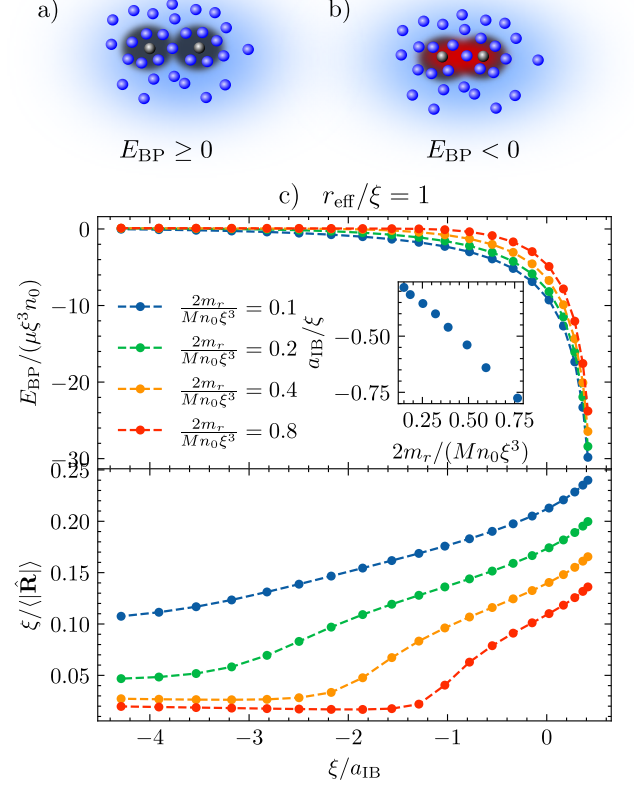 a)
b)
E_BP ≥ 0
E_BP < 0
c) r_eff/ξ = 1
0
−10
−20
−30
E_BP/(μξ³n₀)
2m_r/(Mn₀ξ³) = 0.1
2m_r/(Mn₀ξ³) = 0.2
2m_r/(Mn₀ξ³) = 0.4
2m_r/(Mn₀ξ³) = 0.8
a_IB/ξ
−0.50
−0.75
0.25 0.50 0.75
2m_r/(Mn₀ξ³)
0.25
0.20
0.15
0.10
0.05
ξ/⟨|R̂|⟩
−4 −3 −2 −1 0
ξ/a_IB